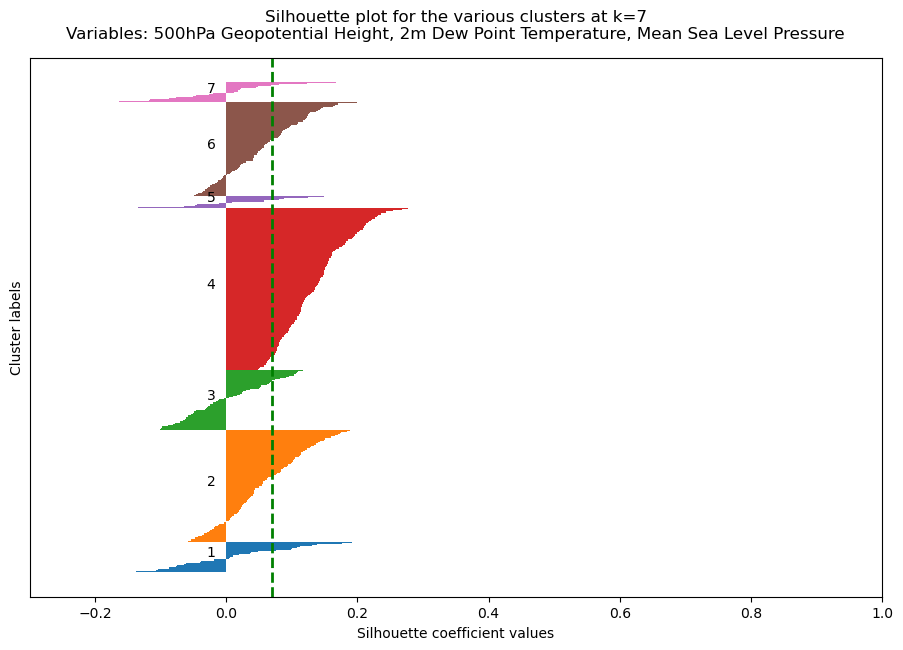 Silhouette plot for the various clusters at k=7
Variables: 500hPa Geopotential Height, 2m Dew Point Temperature, Mean Sea Level Pressure
7
6
5
4
3
2
1
Cluster labels
−0.2 0.0 0.2 0.4 0.6 0.8 1.0
Silhouette coefficient values